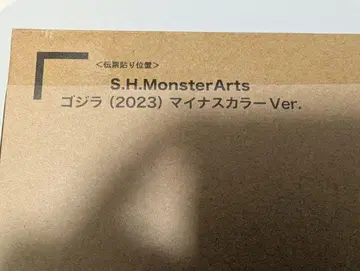 ＜伝票貼り位置＞
S.H.MonsterArts
ゴジラ（2023）マイナスカラーVer.